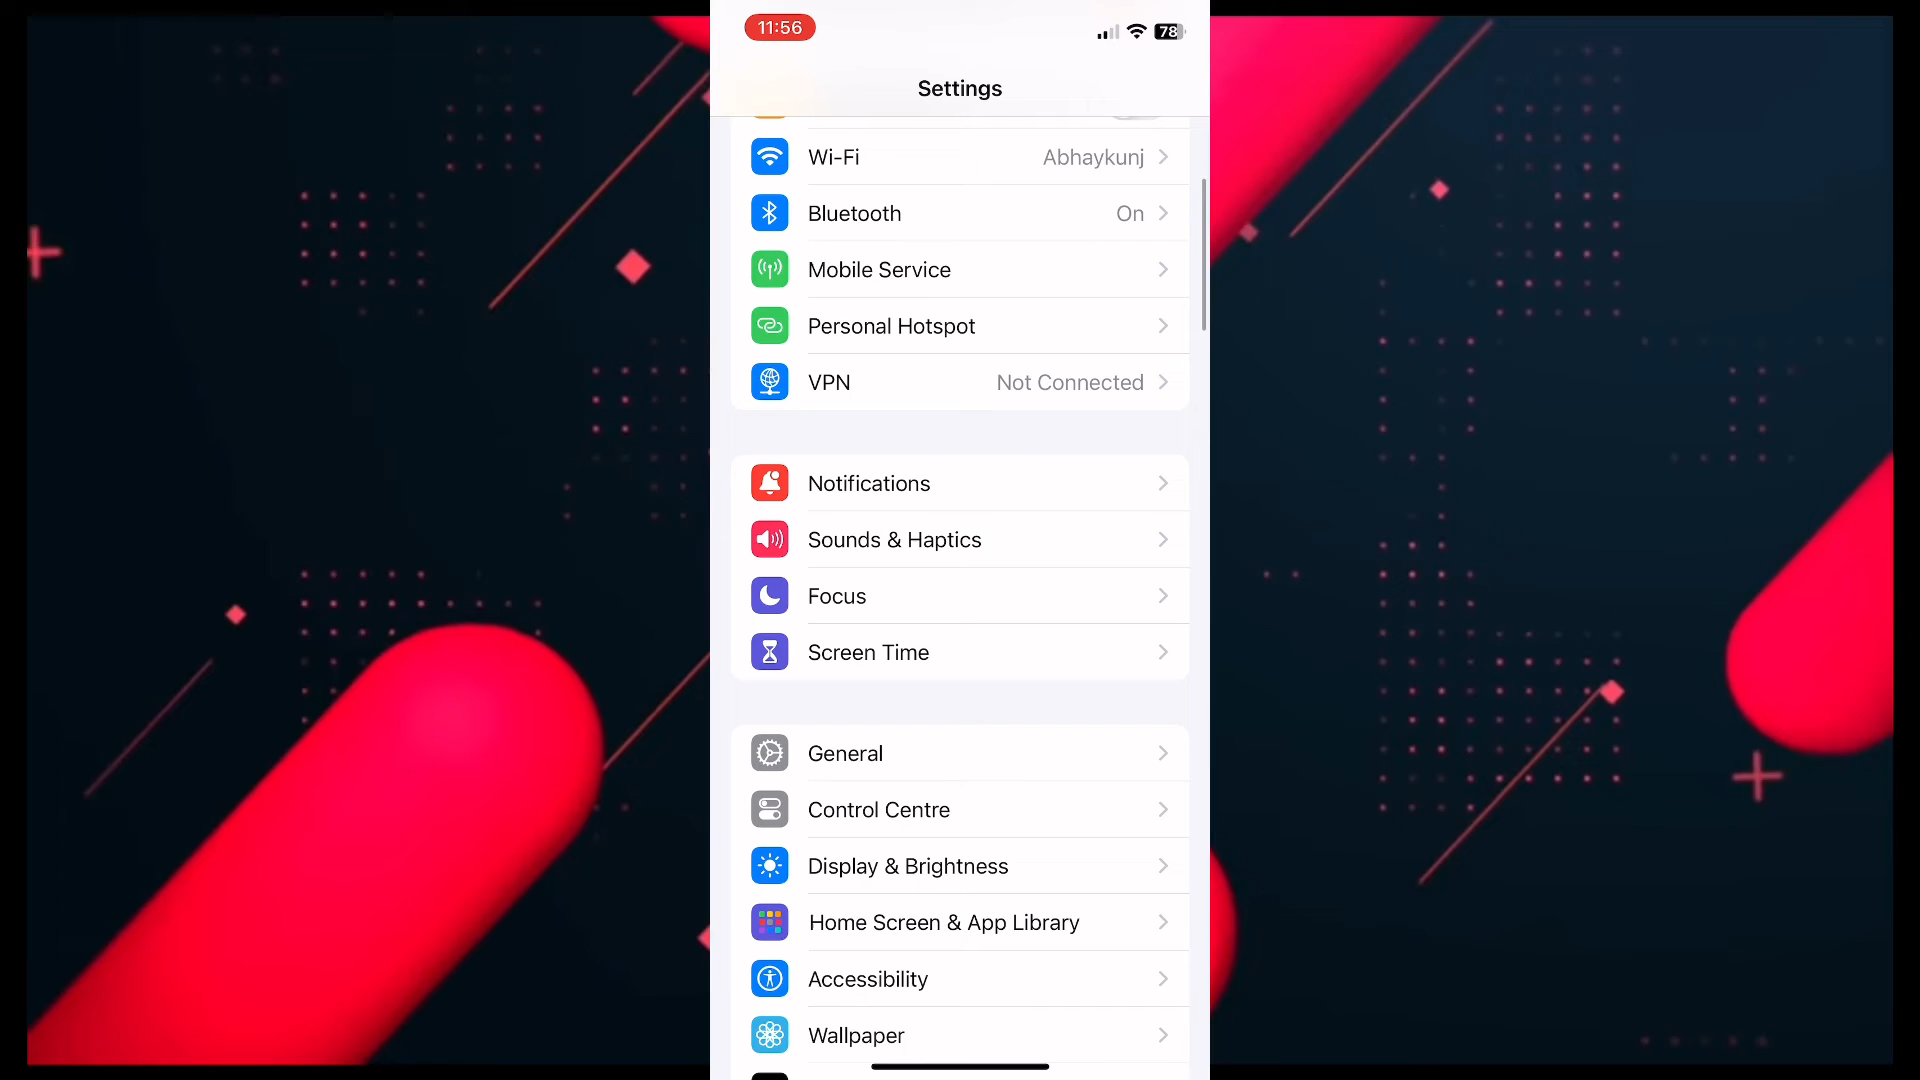 11:56
78
Settings
Wi-Fi Abhaykunj
Bluetooth On
Mobile Service
Personal Hotspot
VPN Not Connected
Notifications
Sounds & Haptics
Focus
Screen Time
General
Control Centre
Display & Brightness
Home Screen & App Library
Accessibility
Wallpaper